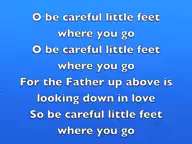 O be careful little feet
where you go
O be careful little feet
where you go
For the Father up above is
looking down in love
So be careful little feet
where you go